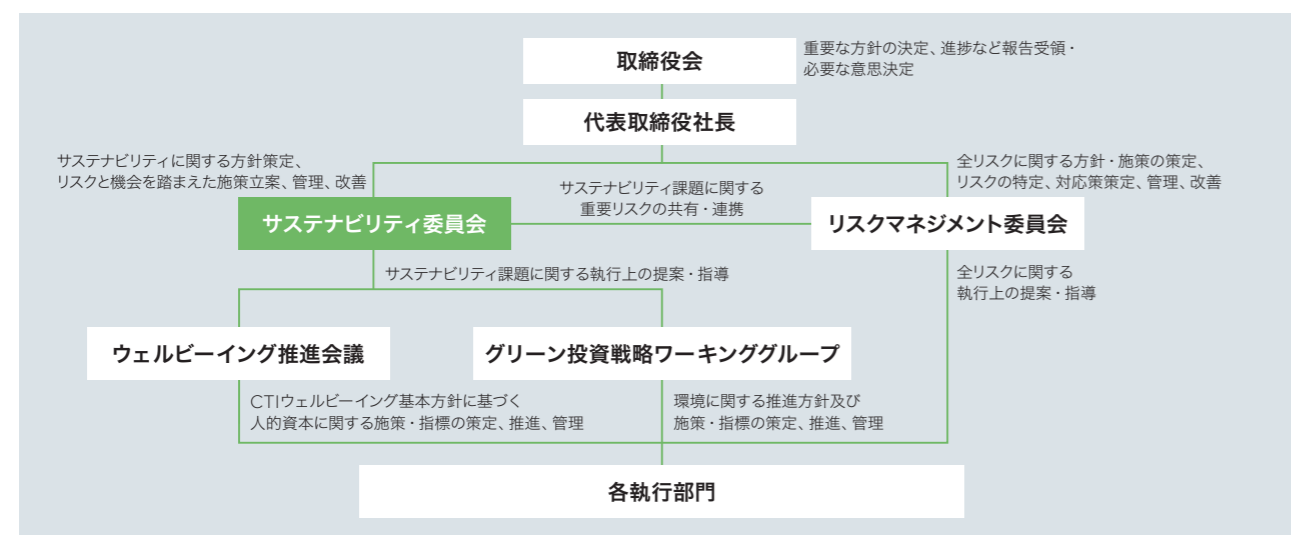 取締役会
重要な方針の決定、進捗など報告受領・
必要な意思決定
代表取締役社長
サステナビリティに関する方針策定、
リスクと機会を踏まえた施策立案、管理、改善
サステナビリティ課題に関する
重要リスクの共有・連携
全リスクに関する方針・施策の策定、
リスクの特定、対応策策定、管理、改善
サステナビリティ委員会
リスクマネジメント委員会
サステナビリティ課題に関する執行上の提案・指導
全リスクに関する
執行上の提案・指導
ウェルビーイング推進会議
グリーン投資戦略ワーキンググループ
CTIウェルビーイング基本方針に基づく
人的資本に関する施策・指標の策定、推進、管理
環境に関する推進方針及び
施策・指標の策定、推進、管理
各執行部門